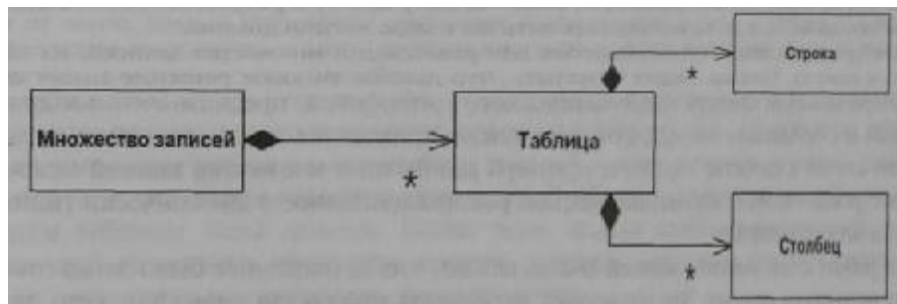 Строка
*
Множество записей
Таблица
*
*
Столбец